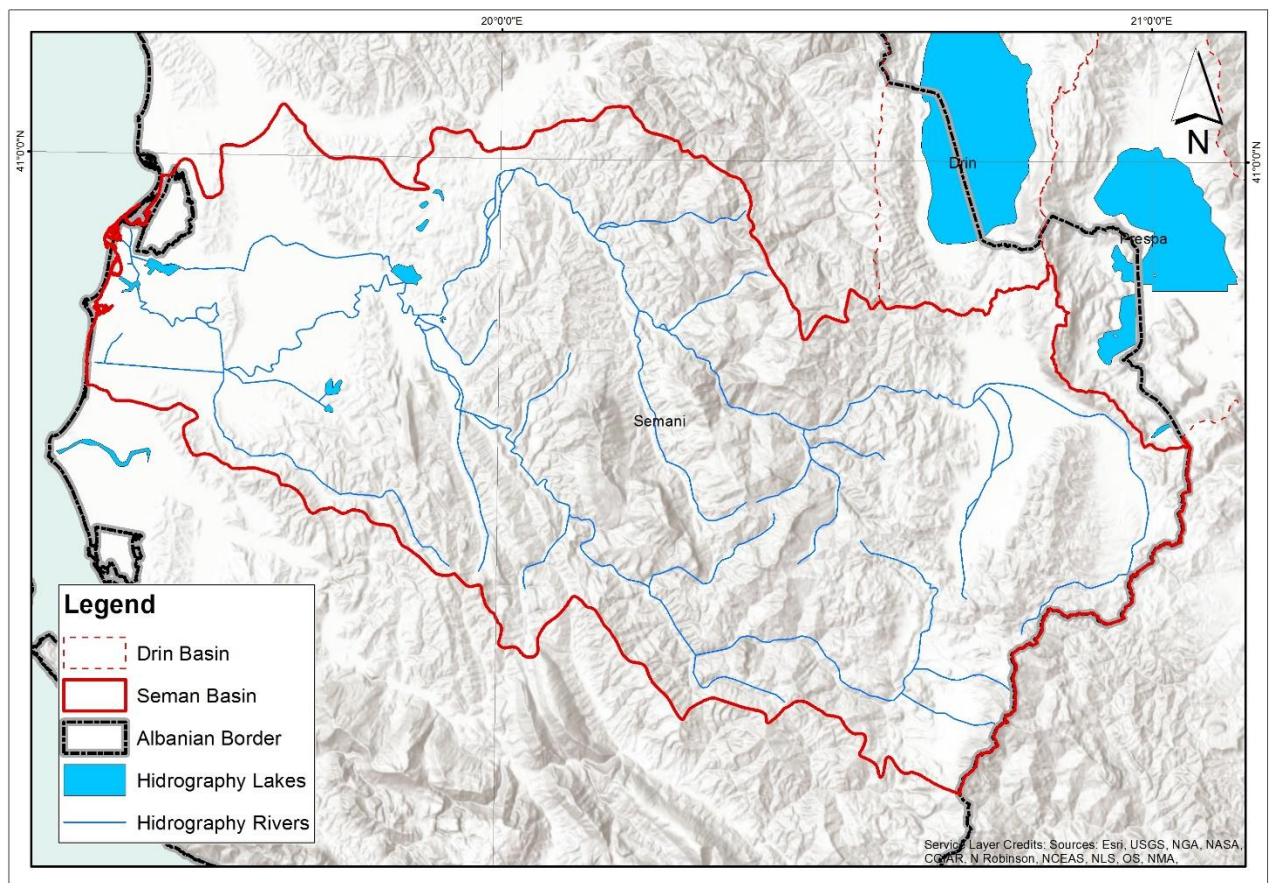 20°0'0"E
21°0'0"E
41°0'0"N
41°0'0"N
N
Drin
Prespa
Semani
Legend
Drin Basin
Seman Basin
Albanian Border
Hidrography Lakes
Hidrography Rivers
Service Layer Credits: Sources: Esri, USGS, NGA, NASA,
CGIAR, N Robinson, NCEAS, NLS, OS, NMA,